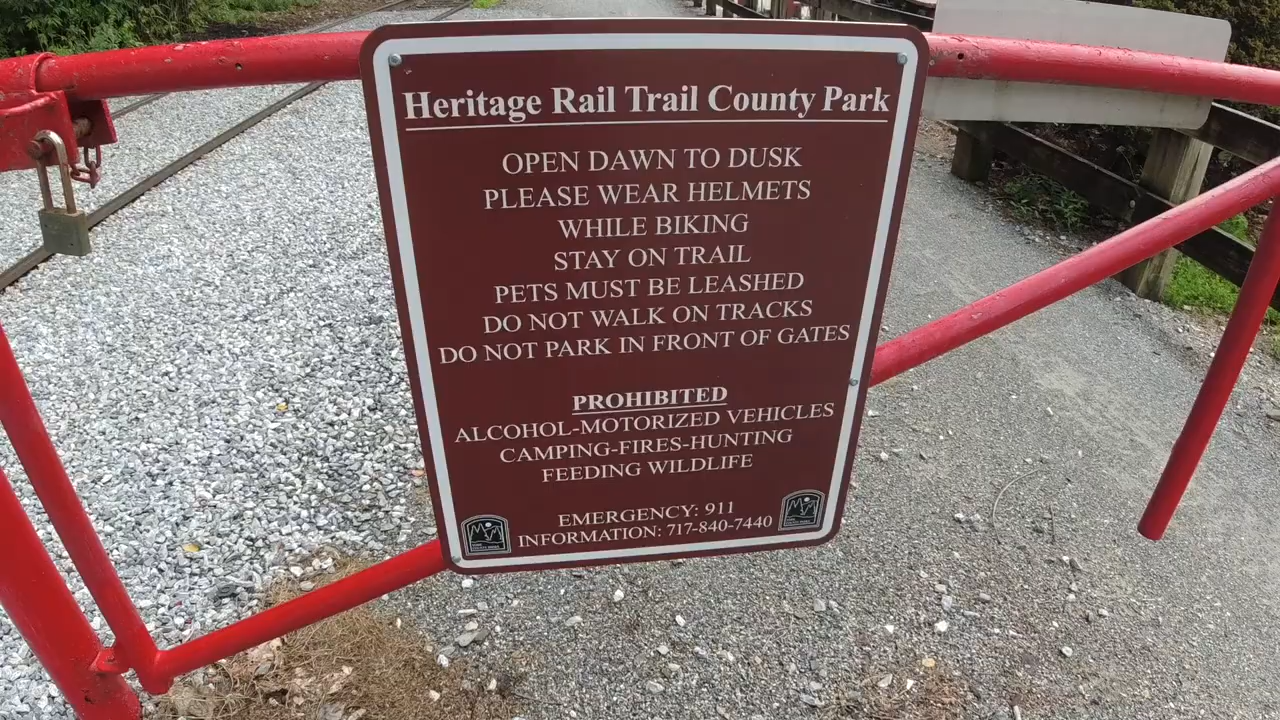 Heritage Rail Trail County Park
OPEN DAWN TO DUSK
PLEASE WEAR HELMETS
WHILE BIKING
STAY ON TRAIL
PETS MUST BE LEASHED
DO NOT WALK ON TRACKS
DO NOT PARK IN FRONT OF GATES
PROHIBITED
ALCOHOL-MOTORIZED VEHICLES
CAMPING-FIRES-HUNTING
FEEDING WILDLIFE
EMERGENCY: 911
INFORMATION: 717-840-7440